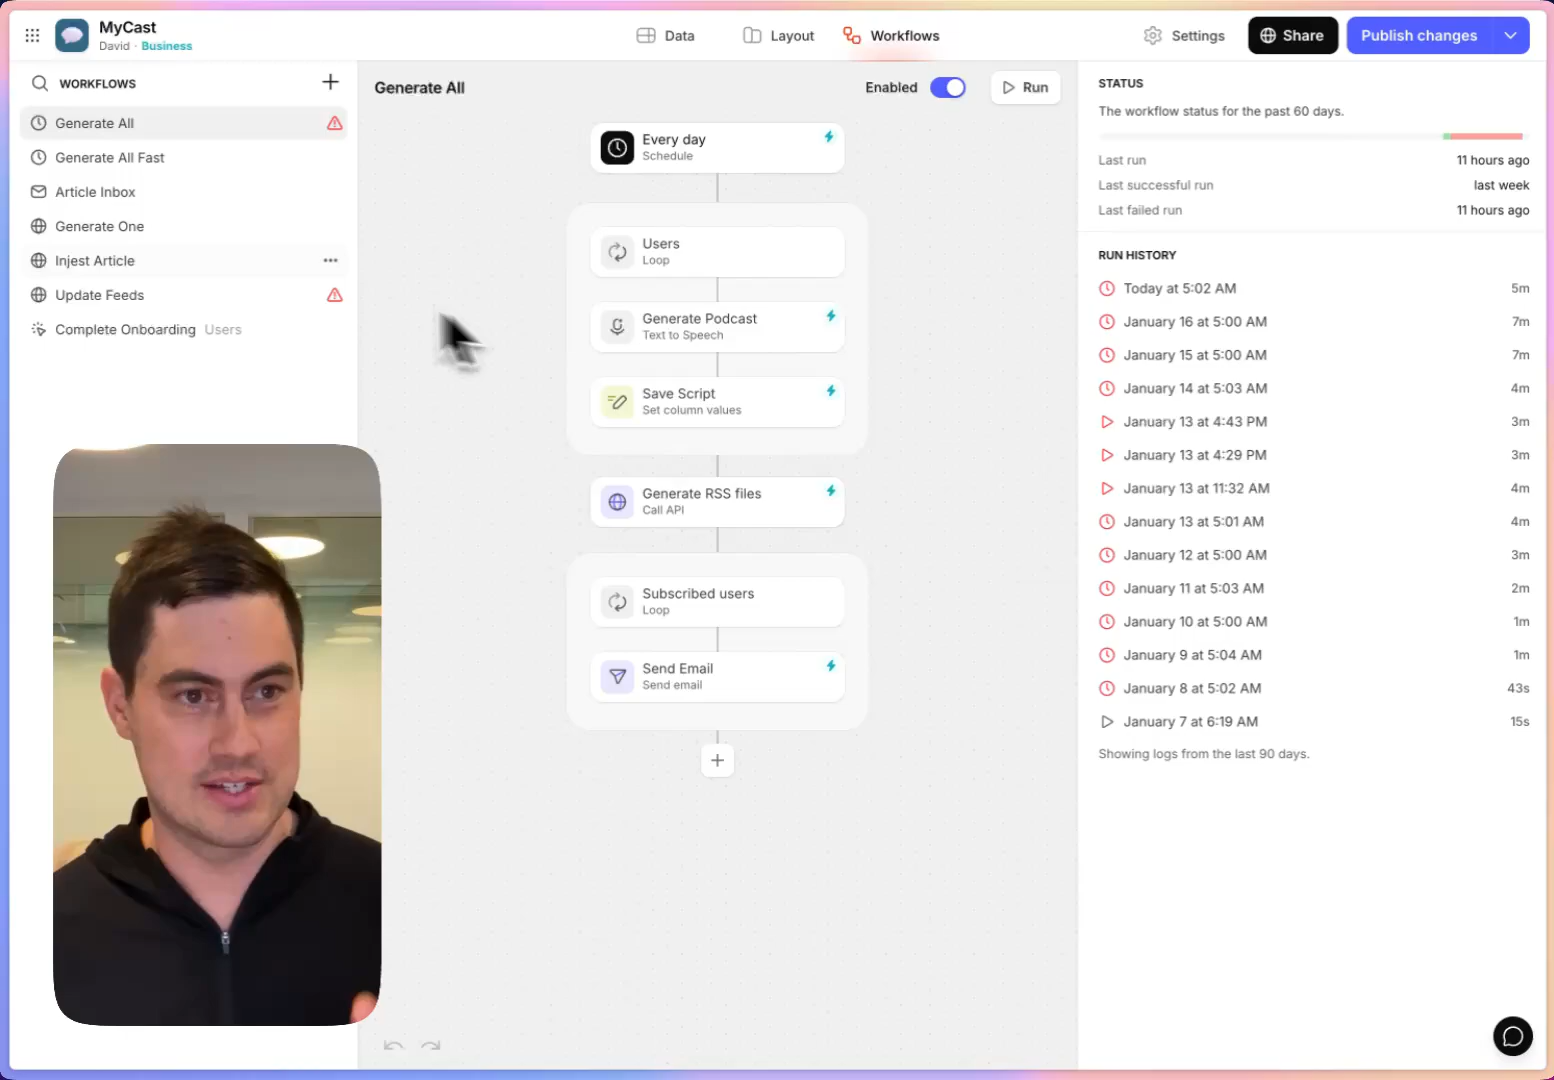 MyCast
David · Business
Data
Layout
Workflows
Settings
Share
Publish changes
WORKFLOWS
Generate All
Generate All Fast
Article Inbox
Generate One
Injest Article
Update Feeds
Complete Onboarding Users
Generate All
Enabled
Run
Every day
Schedule
Users
Loop
Generate Podcast
Text to Speech
Save Script
Set column values
Generate RSS files
Call API
Subscribed users
Loop
Send Email
Send email
STATUS
The workflow status for the past 60 days.
Last run 11 hours ago
Last successful run last week
Last failed run 11 hours ago
RUN HISTORY
Today at 5:02 AM 5m
January 16 at 5:00 AM 7m
January 15 at 5:00 AM 7m
January 14 at 5:03 AM 4m
January 13 at 4:43 PM 3m
January 13 at 4:29 PM 3m
January 13 at 11:32 AM 4m
January 13 at 5:01 AM 4m
January 12 at 5:00 AM 3m
January 11 at 5:03 AM 2m
January 10 at 5:00 AM 1m
January 9 at 5:04 AM 1m
January 8 at 5:02 AM 43s
January 7 at 6:19 AM 15s
Showing logs from the last 90 days.